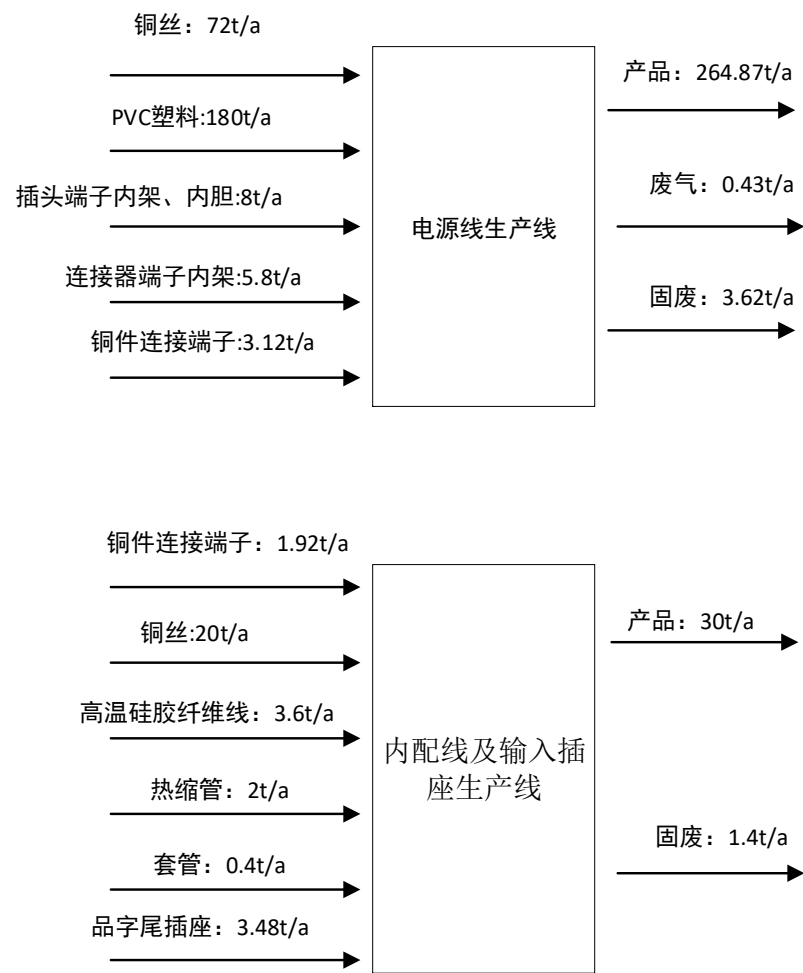 铜丝：72t/a
产品：264.87t/a
PVC塑料:180t/a
废气：0.43t/a
插头端子内架、内胆:8t/a
电源线生产线
连接器端子内架:5.8t/a
固废：3.62t/a
铜件连接端子:3.12t/a
铜件连接端子：1.92t/a
铜丝:20t/a
产品：30t/a
高温硅胶纤维线：3.6t/a
内配线及输入插
座生产线
热缩管：2t/a
固废：1.4t/a
套管：0.4t/a
品字尾插座：3.48t/a